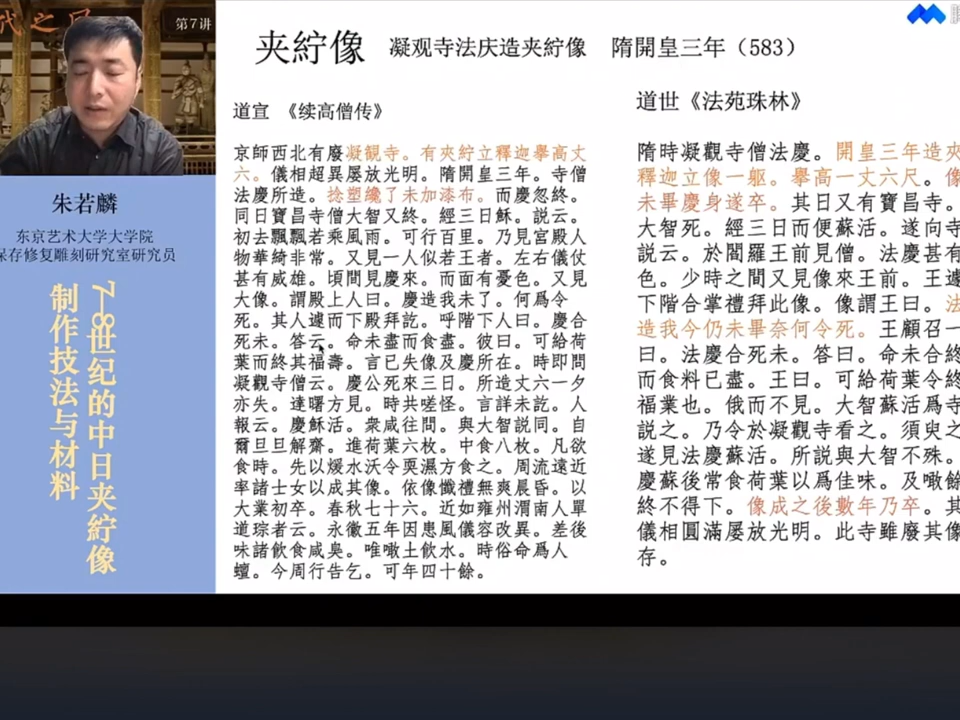 第7讲
朱若麟
东京艺术大学大学院
保存修复雕刻研究室研究员
7-8世纪的中日夹紵像
制作技法与材料
夹紵像 凝观寺法庆造夹紵像 隋開皇三年（583）
道宣 《续高僧传》
京師西北有廢凝観寺。有夾紵立釋迦擧高丈
六。儀相超異屡放光明。隋開皇三年。寺僧
法慶所造。捻塑纔了未加漆布。而慶忽終。
同日寶昌寺僧大智又終。經三日穌。説云。
初去飄飄若乘風雨。可行百里。乃見宮殿人
物華綺非常。又見一人似若王者。左右儀仗
甚有威雄。頃間見慶來。而面有憂色。又見
大像。謂殿上人曰。慶造我未了。何爲令
死。其人遽而下殿拜訖。呼階下人曰。慶合
死未。答云。命未盡而食盡。彼曰。可給荷
葉而終其福壽。言已失像及慶所在。時即問
凝觀寺僧云。慶公死來三日。所造丈六一夕
亦失。達曙方見。時共嗟怪。言詳未訖。人
報云。慶穌活。衆咸往問。與大智説同。自
爾旦旦解齋。進荷葉六枚。中食八枚。凡欲
食時。先以煖水沃令耎濕方食之。周流遠近
率諸士女以成其像。依像懺禮無爽晨昏。以
大業初卒。春秋七十六。近如雍州渭南人單
道琮者云。永徽五年因患風儀容改異。差後
味諸飲食咸臭。唯噉土飲水。時俗命爲人
蟺。今周行告乞。可年四十餘。
道世《法苑珠林》
隋時凝觀寺僧法慶。開皇三年造夾
釋迦立像一躯。擧高一丈六尺。像
未畢慶身遂卒。其日又有寶昌寺。
大智死。經三日而便蘇活。遂向寺
説云。於閻羅王前見僧。法慶甚有
色。少時之間又見像來王前。王遽
下階合掌禮拜此像。像謂王曰。法
造我今仍未畢奈何令死。王顧召一
曰。法慶合死未。答曰。命未合終
而食料已盡。王曰。可給荷葉令終
福業也。俄而不見。大智蘇活爲寺
説之。乃令於凝觀寺看之。須臾之
遂見法慶蘇活。所説與大智不殊。
慶蘇後常食荷葉以爲佳味。及噉餘
終不得下。像成之後數年乃卒。其
儀相圓滿屡放光明。此寺雖廢其像
存。